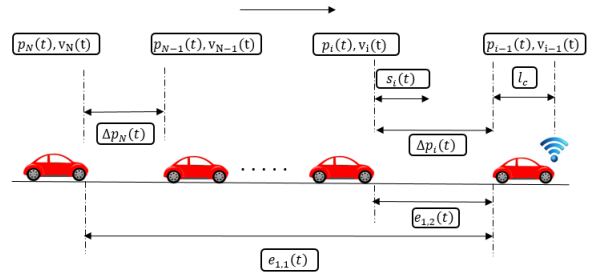 p_N(t), v_N(t)
p_{N−1}(t), v_{N−1}(t)
p_i(t), v_i(t)
p_{i−1}(t), v_{i−1}(t)
s_i(t)
l_c
Δp_N(t)
Δp_i(t)
e_{1,2}(t)
e_{1,1}(t)